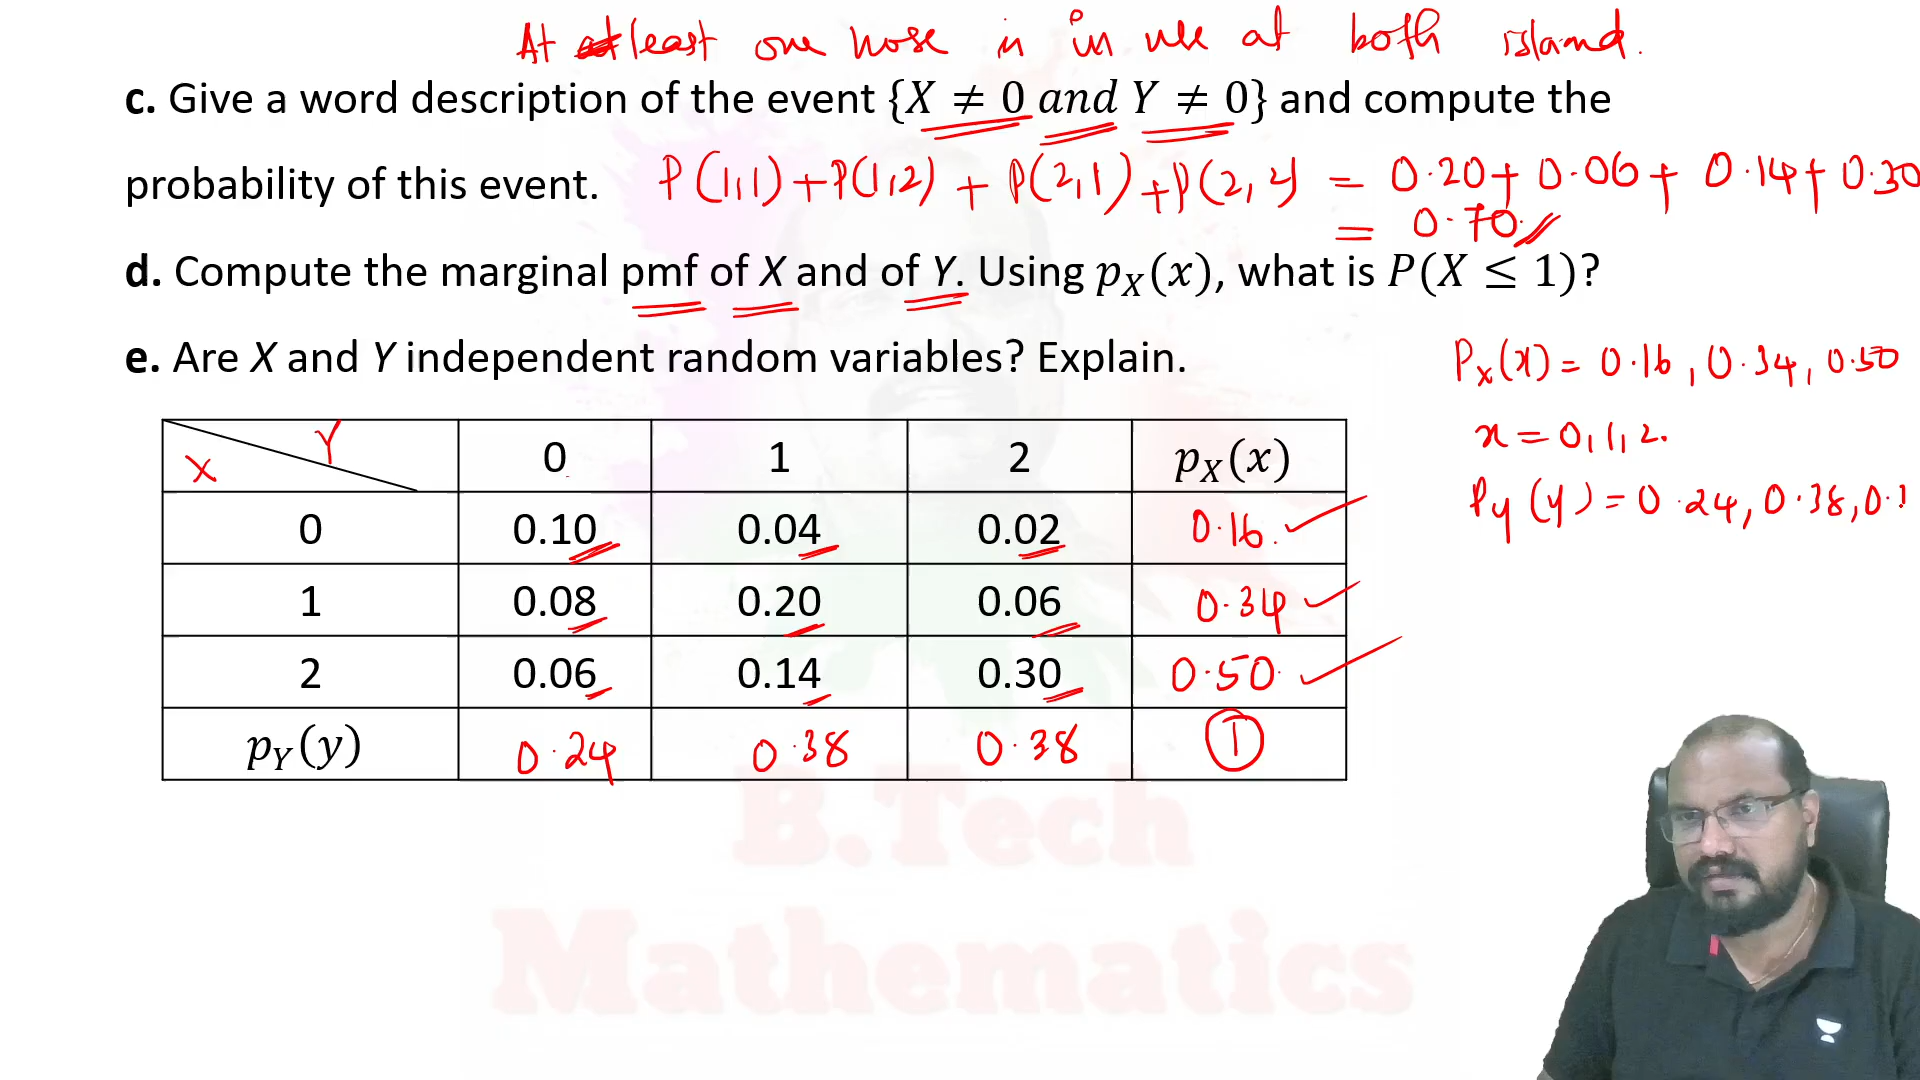 At least one hose is in use at both island.
c. Give a word description of the event {X ≠ 0 and Y ≠ 0} and compute the
probability of this event. P(1,1)+P(1,2) + P(2,1)+P(2,2) = 0.20+ 0.06+ 0.14+ 0.30
= 0.70
d. Compute the marginal pmf of X and of Y. Using pX(x), what is P(X ≤ 1)?
e. Are X and Y independent random variables? Explain.
Px(x) = 0.16, 0.34, 0.50
x = 0, 1, 2.
Py(y) = 0.24, 0.38, 0.3
X Y 0 1 2 pX(x)
0 0.10 0.04 0.02 0.16
1 0.08 0.20 0.06 0.34
2 0.06 0.14 0.30 0.50
pY(y) 0.24 0.38 0.38 1
B.Tech
Mathematics